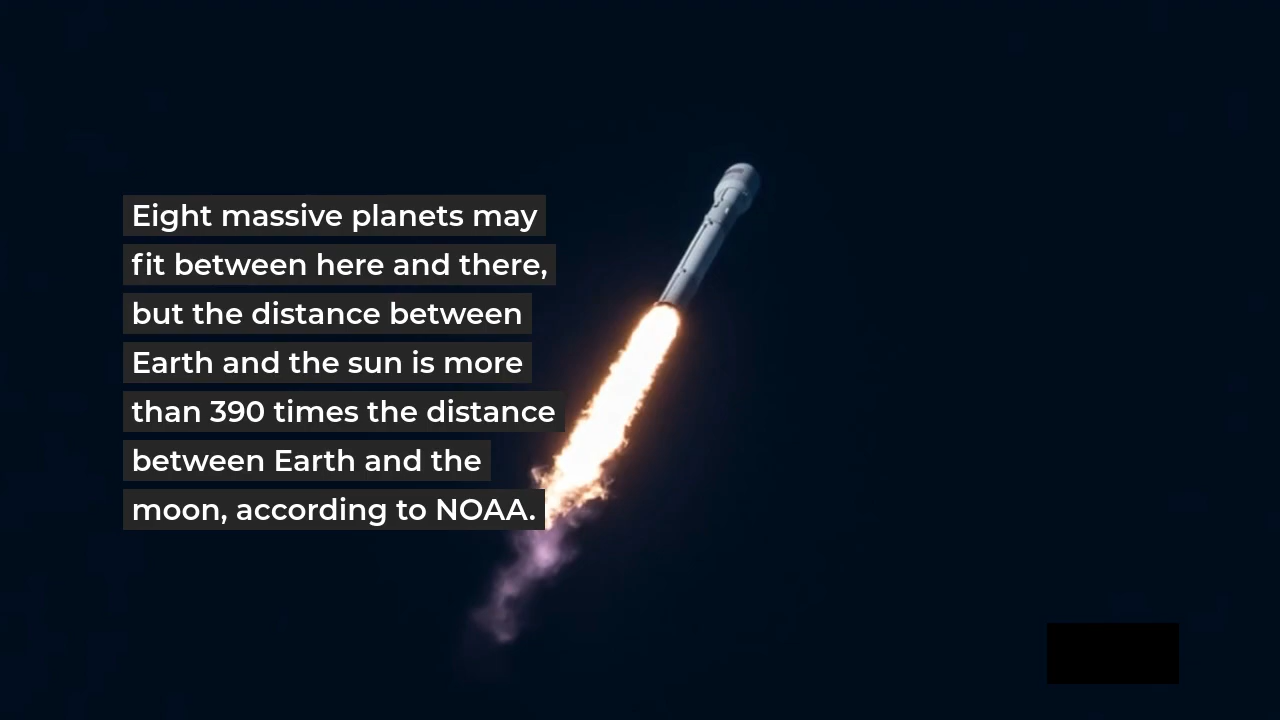 Eight massive planets may
fit between here and there,
but the distance between
Earth and the sun is more
than 390 times the distance
between Earth and the
moon, according to NOAA.